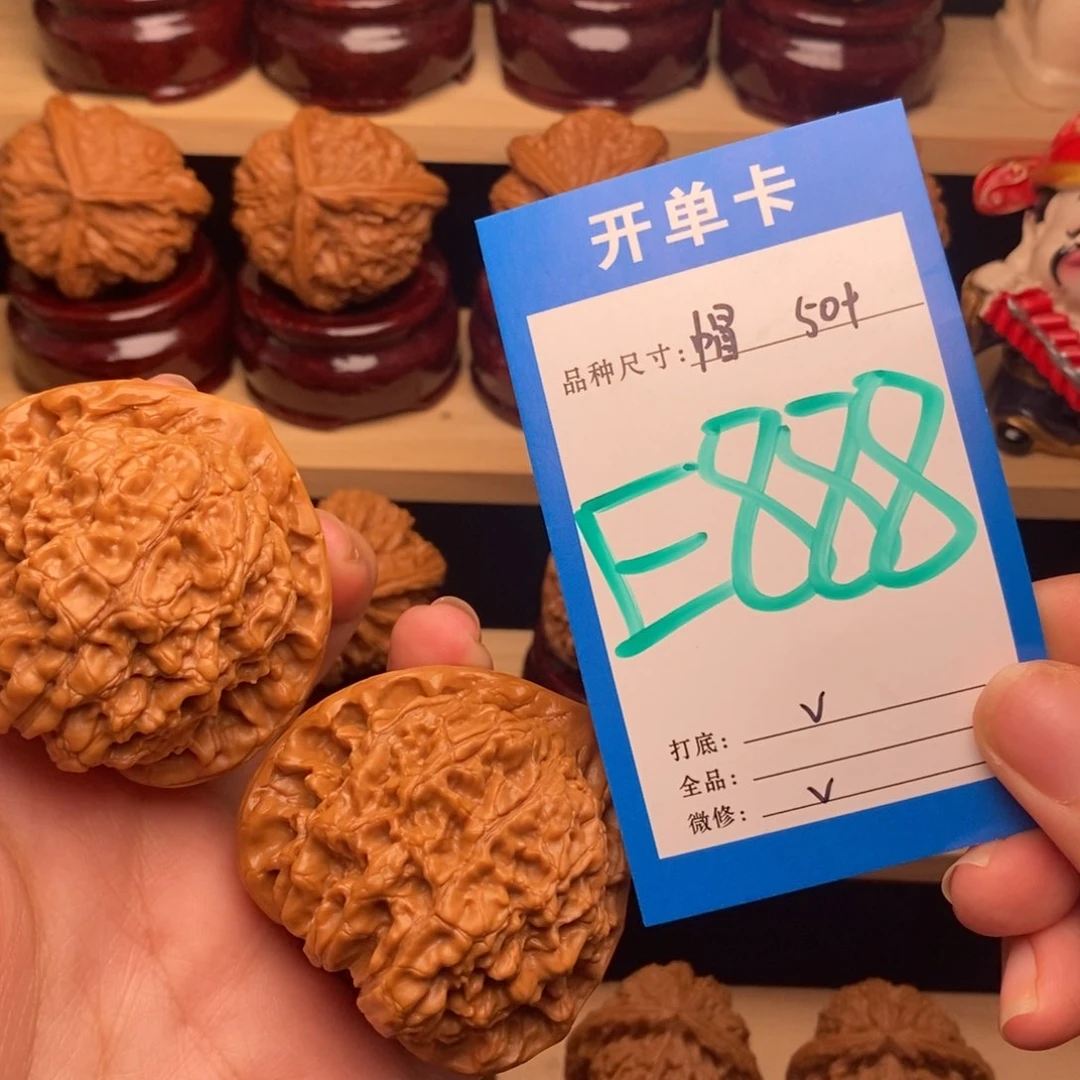 开单卡
品种尺寸: 帽 50+
E888
打底: √
全品:
微修: √